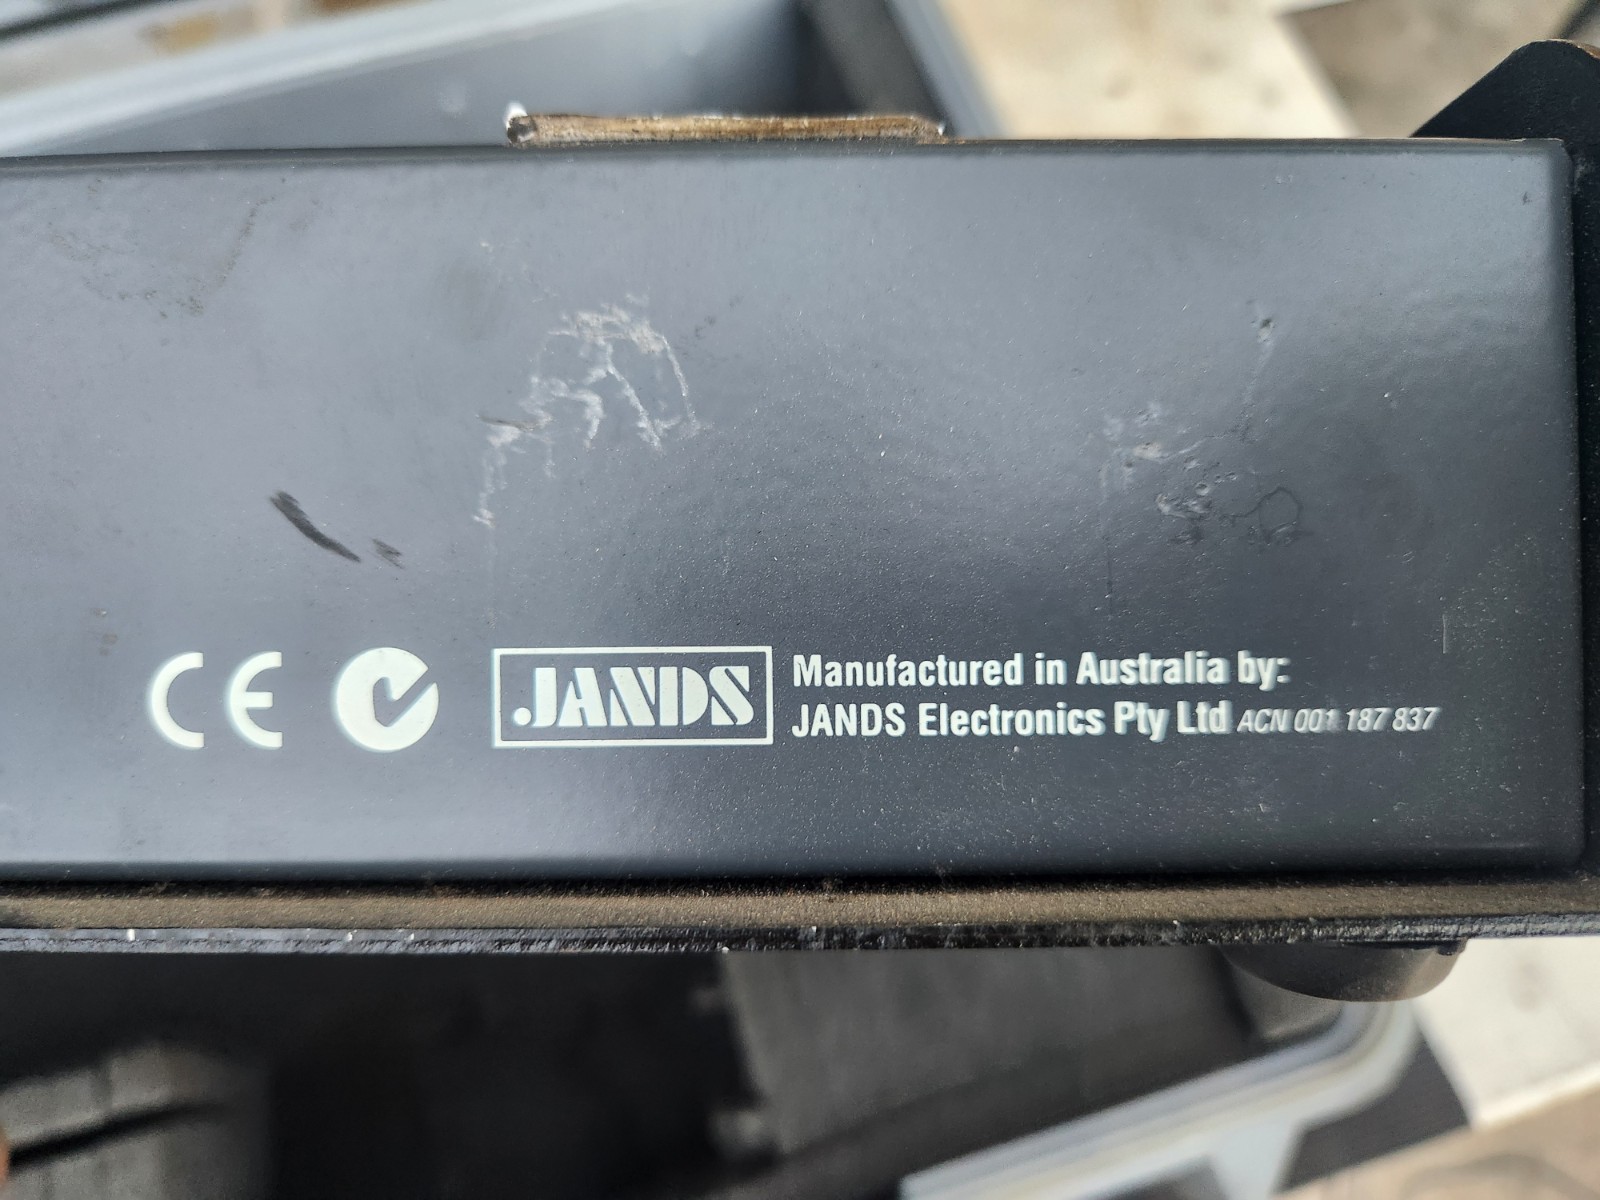 CE
JANDS
Manufactured in Australia by:
JANDS Electronics Pty Ltd ACN 001 187 837